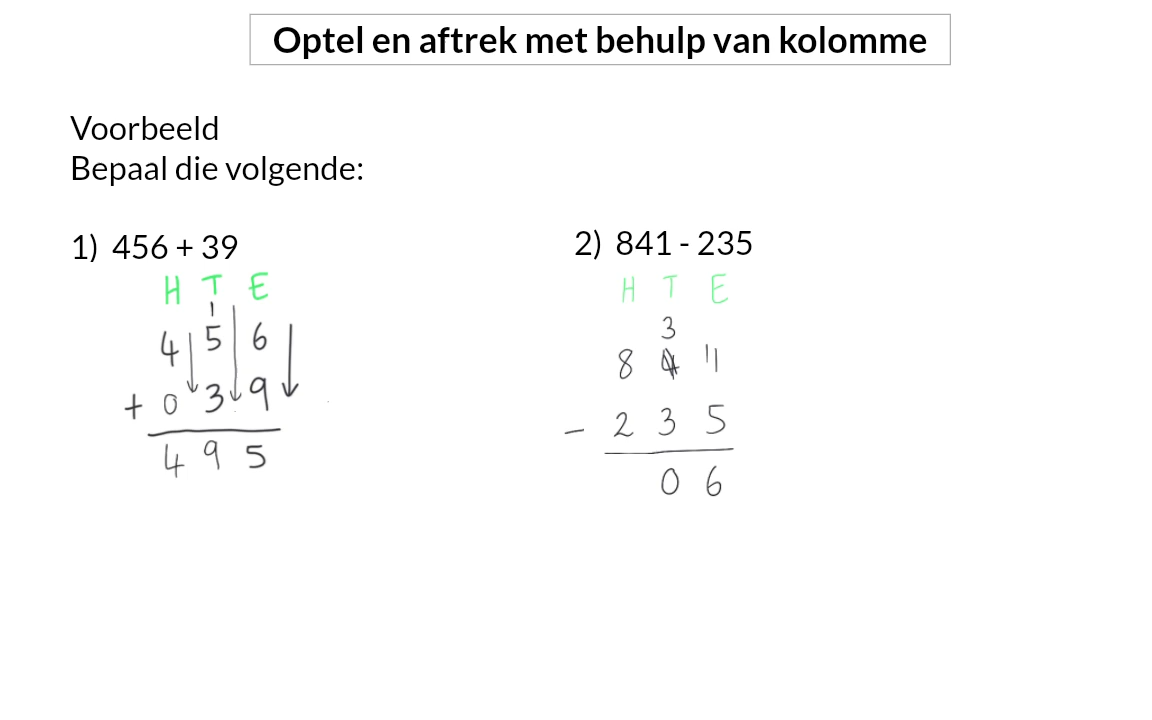 Optel en aftrek met behulp van kolomme
Voorbeeld
Bepaal die volgende:
1) 456 + 39
H T E
1
4 5 6
+ 0 3 9
4 9 5
2) 841 - 235
H T E
3
8 4 11
- 2 3 5
0 6